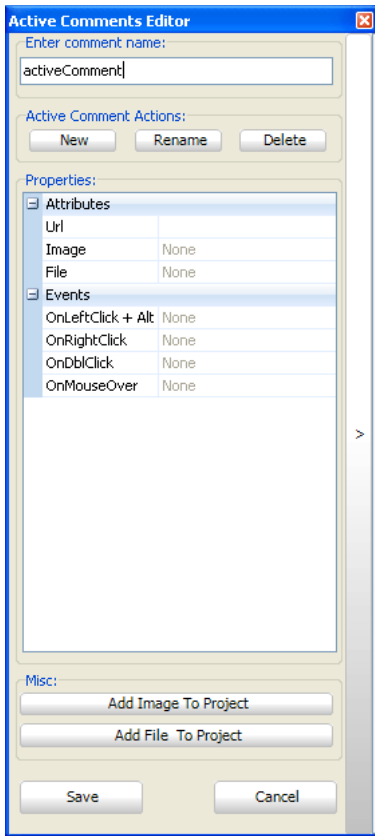 Active Comments Editor
Enter comment name:
activeComment
Active Comment Actions:
New Rename Delete
Properties:
Attributes
Url
Image None
File None
Events
OnLeftClick + Alt None
OnRightClick None
OnDblClick None
OnMouseOver None
>
Misc:
Add Image To Project
Add File To Project
Save Cancel